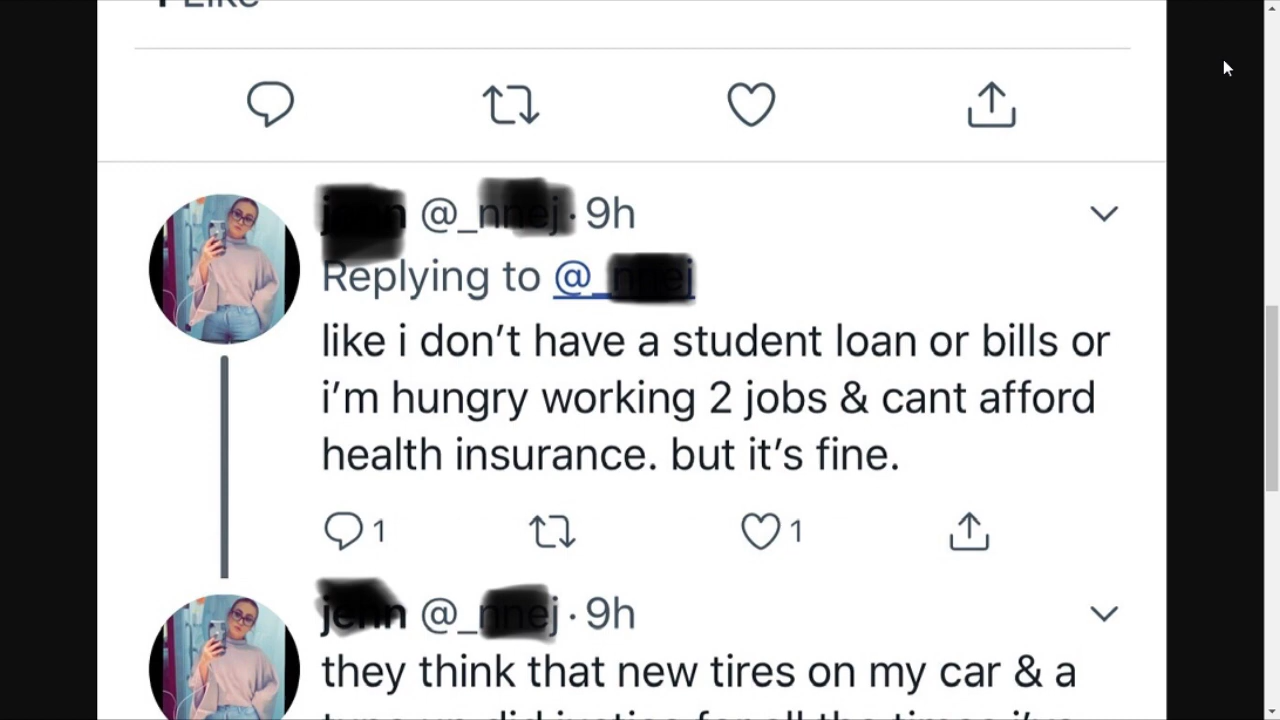 Like
9h
Replying to
like i don’t have a student loan or bills or
i’m hungry working 2 jobs & cant afford
health insurance. but it’s fine.
1 1
9h
they think that new tires on my car & a